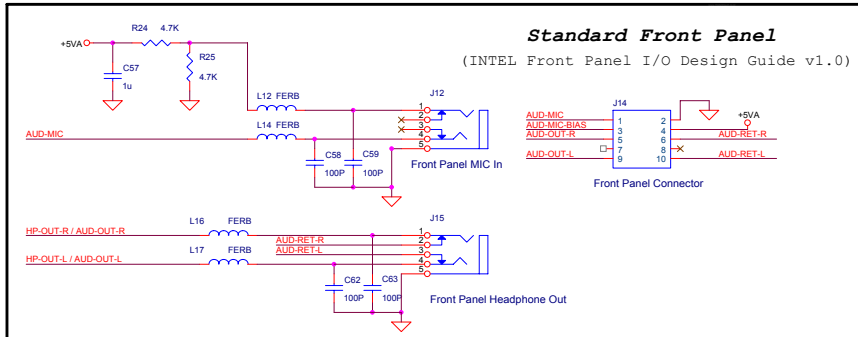 Standard Front Panel
(INTEL Front Panel I/O Design Guide v1.0)
R24 4.7K
+5VA
R25
4.7K
C57
1u
L12 FERB
J12
1
2
3
4
5
AUD-MIC
L14 FERB
C58
100P
C59
100P
Front Panel MIC In
J14
AUD-MIC
AUD-MIC-BIAS
AUD-OUT-R
AUD-OUT-L
1 2
3 4
5 6
7 8
9 10
+5VA
AUD-RET-R
AUD-RET-L
Front Panel Connector
HP-OUT-R / AUD-OUT-R
L16 FERB
HP-OUT-L / AUD-OUT-L
L17 FERB
AUD-RET-R
AUD-RET-L
J15
1
2
3
4
5
C62
100P
C63
100P
Front Panel Headphone Out